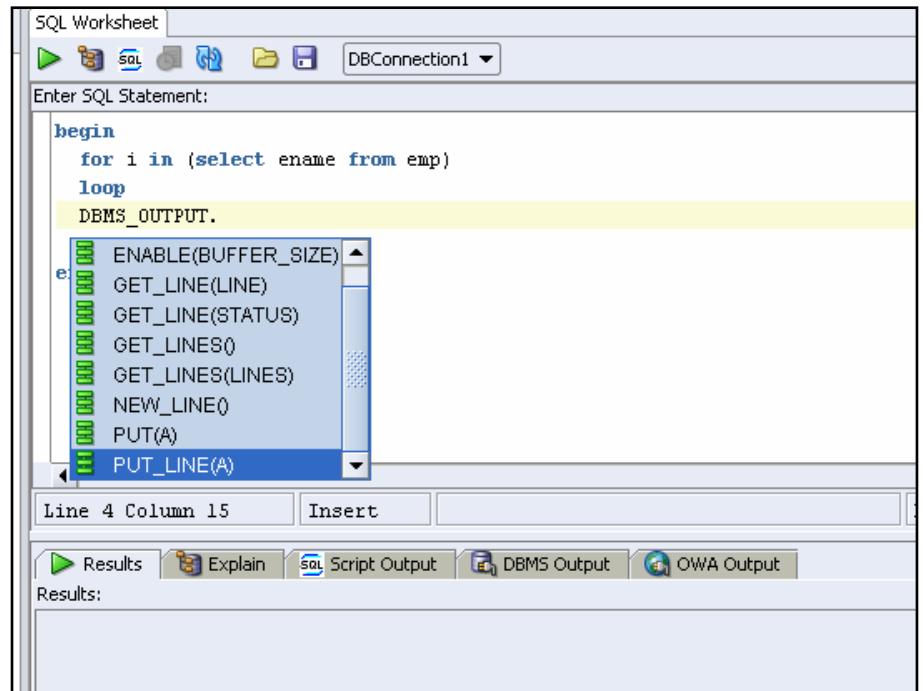 SQL Worksheet
SQL
DBConnection1
Enter SQL Statement:
begin
for i in (select ename from emp)
loop
DBMS_OUTPUT.
ENABLE(BUFFER_SIZE)
GET_LINE(LINE)
GET_LINE(STATUS)
GET_LINES()
GET_LINES(LINES)
NEW_LINE()
PUT(A)
PUT_LINE(A)
Line 4 Column 15 Insert
Results Explain SQL Script Output DBMS Output OWA Output
Results: